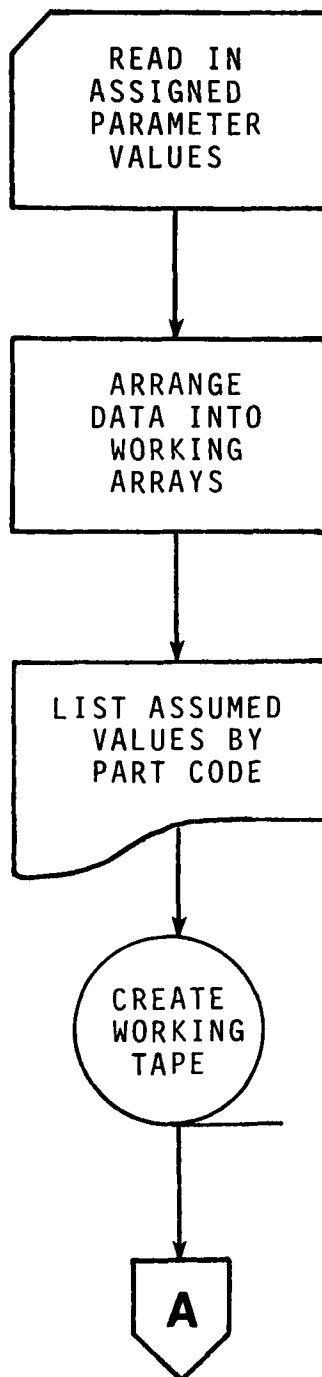 READ IN
ASSIGNED
PARAMETER
VALUES
ARRANGE
DATA INTO
WORKING
ARRAYS
LIST ASSUMED
VALUES BY
PART CODE
CREATE
WORKING
TAPE
A